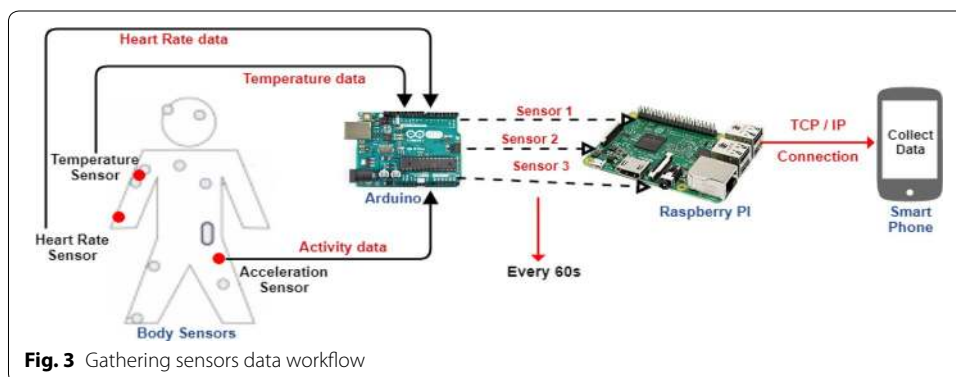 Heart Rate data
Temperature data
Sensor 1
Sensor 2
Sensor 3
Temperature
Sensor
Arduino
Raspberry PI
TCP / IP
Connection
Collect
Data
Smart
Phone
Heart Rate
Sensor
Activity data
Acceleration
Sensor
Every 60s
Body Sensors
Fig. 3 Gathering sensors data workflow